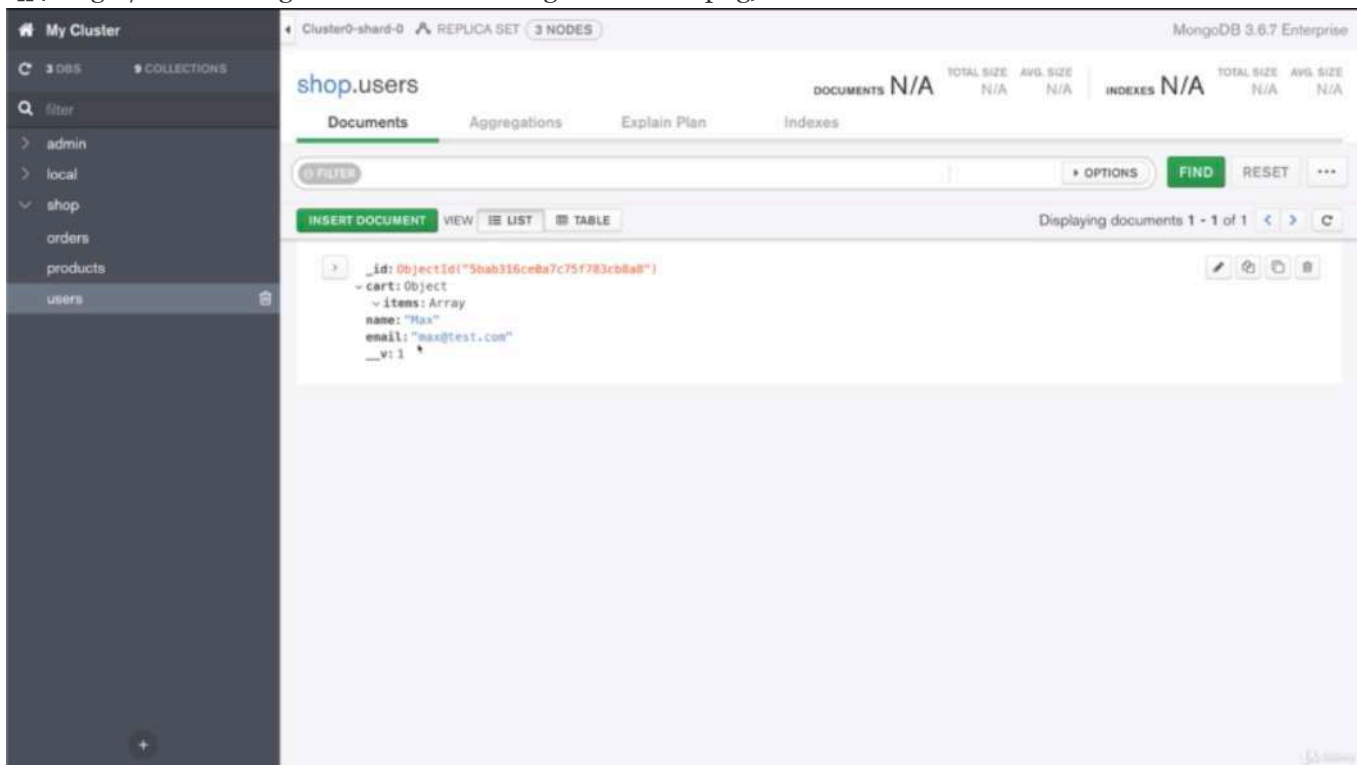 My Cluster
Cluster0-shard-0 REPLICA SET 3 NODES
MongoDB 3.6.7 Enterprise
3 DBS 9 COLLECTIONS
filter
admin
local
shop
orders
products
users
shop.users
DOCUMENTS N/A TOTAL SIZE N/A AVG. SIZE N/A INDEXES N/A TOTAL SIZE N/A AVG. SIZE N/A
Documents Aggregations Explain Plan Indexes
FILTER OPTIONS FIND RESET ...
INSERT DOCUMENT VIEW LIST TABLE Displaying documents 1 - 1 of 1
_id: ObjectId("5bab316ce0a7c75f783cb8a8")
cart: Object
items: Array
name: "Max"
email: "max@test.com"
__v: 1